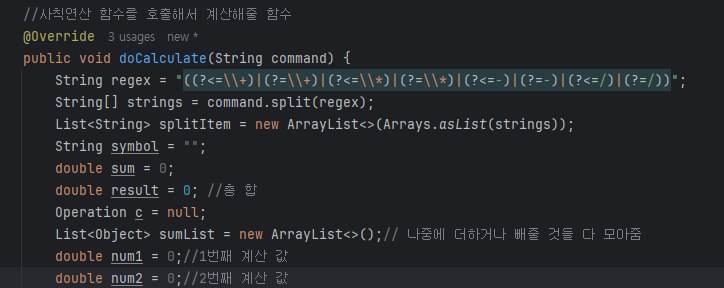 //사칙연산 함수를 호출해서 계산해줄 함수
@Override 3 usages new *
public void doCalculate(String command) {
String regex = "((?<=\\+)|(?=\\+)|(?<=\\*)|(?=\\*)|(?<=-)|(?=-)|(?<=/)|(?=/))";
String[] strings = command.split(regex);
List<String> splitItem = new ArrayList<>(Arrays.asList(strings));
String symbol = "";
double sum = 0;
double result = 0; //총 합
Operation c = null;
List<Object> sumList = new ArrayList<>();// 나중에 더하거나 빼줄 것들 다 모아줌
double num1 = 0;//1번째 계산 값
double num2 = 0;//2번째 계산 값